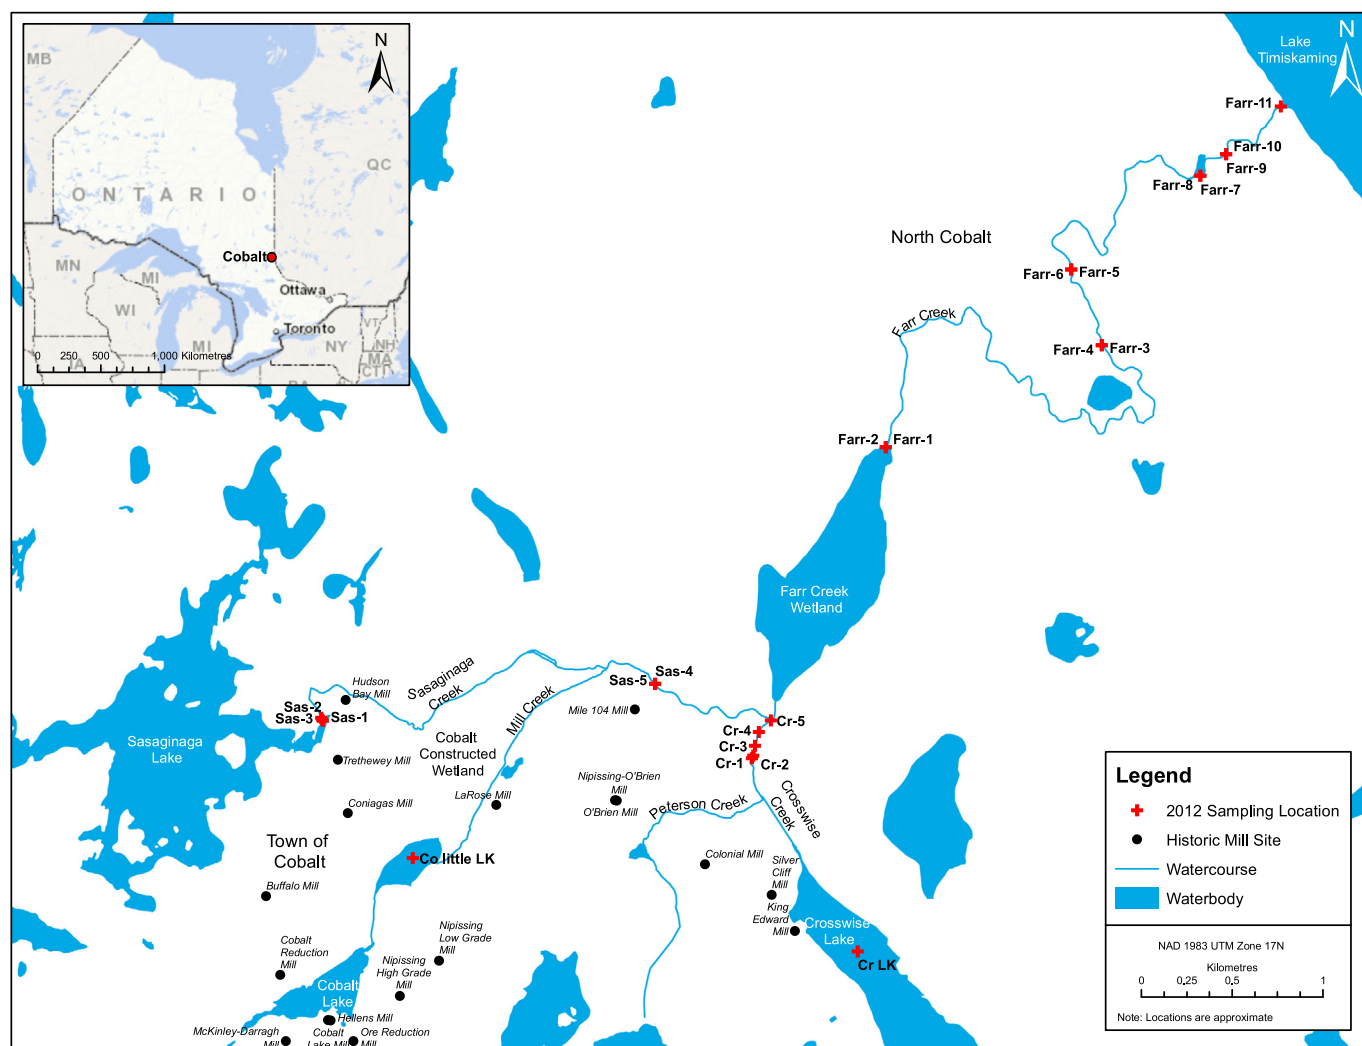 N
MB
QC
ONTARIO
Cobalt
MN
MI
Ottawa
WI
Toronto
VT
NH
MI
NY
MA
CT
IA
0 250 500 1,000 Kilometres
Lake
Timiskaming
N
Farr-11
Farr-10
Farr-9
Farr-8
Farr-7
North Cobalt
Farr-6
Farr-5
Farr Creek
Farr-4
Farr-3
Farr-2
Farr-1
Farr Creek
Wetland
Sasaginaga
Creek
Hudson
Bay Mill
Sas-2
Sas-3
Sas-1
Sas-4
Sas-5
Mill Creek
Mile 104 Mill
Cr-5
Cr-4
Cr-3
Cr-1
Cr-2
Sasaginaga
Lake
Cobalt
Constructed
Wetland
Trethewey Mill
Nipissing-O'Brien
Mill
O'Brien Mill
LaRose Mill
Coniagas Mill
Peterson Creek
Crosswise
Creek
Town of
Cobalt
Co little LK
Colonial Mill
Silver
Cliff
Mill
Buffalo Mill
King
Edward
Mill
Crosswise
Lake
Cr LK
Nipissing
Low Grade
Mill
Cobalt
Reduction
Mill
Nipissing
High Grade
Mill
Cobalt
Lake
Hellens Mill
McKinley-Darragh
Mill
Cobalt
Lake Mill
Ore Reduction
Mill
Legend
2012 Sampling Location
Historic Mill Site
Watercourse
Waterbody
NAD 1983 UTM Zone 17N
Kilometres
0 0.25 0.5 1
Note: Locations are approximate